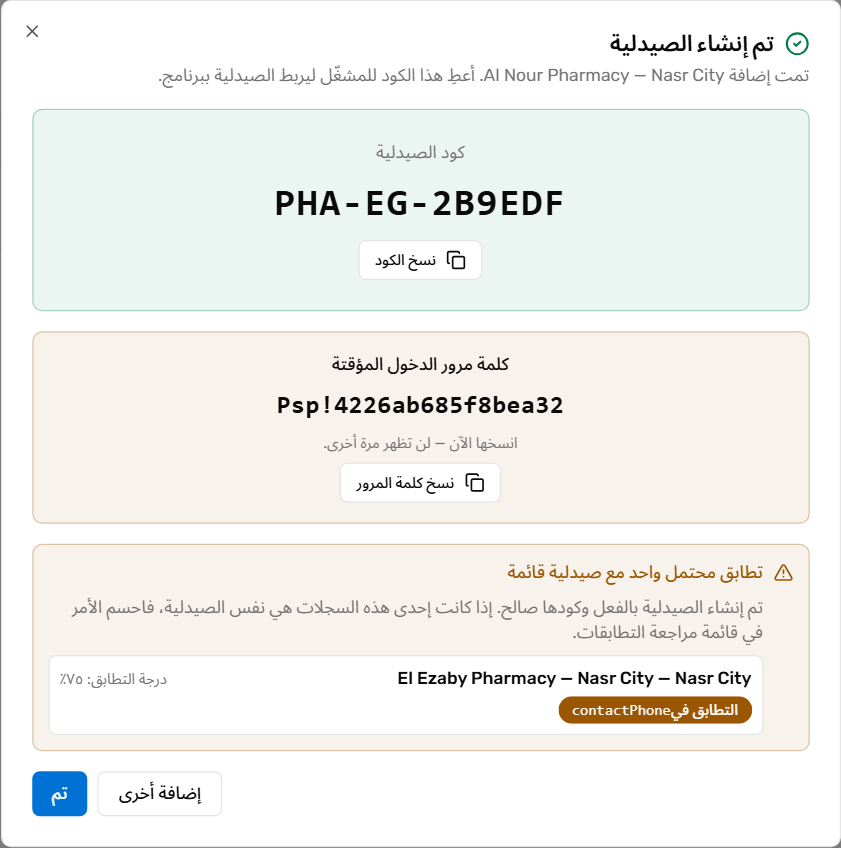 تم إنشاء الصيدلية
تمت إضافة Al Nour Pharmacy — Nasr City. أعطِ هذا الكود للمشغّل ليربط الصيدلية ببرنامج.
كود الصيدلية
PHA-EG-2B9EDF
نسخ الكود
كلمة مرور الدخول المؤقتة
Psp!4226ab685f8bea32
انسخها الآن — لن تظهر مرة أخرى.
نسخ كلمة المرور
تطابق محتمل واحد مع صيدلية قائمة
تم إنشاء الصيدلية بالفعل وكودها صالح. إذا كانت إحدى هذه السجلات هي نفس الصيدلية، فاحسم الأمر
في قائمة مراجعة التطابقات.
El Ezaby Pharmacy — Nasr City — Nasr City
درجة التطابق: ٧٥٪
التطابق في contactPhone
إضافة أخرى
تم